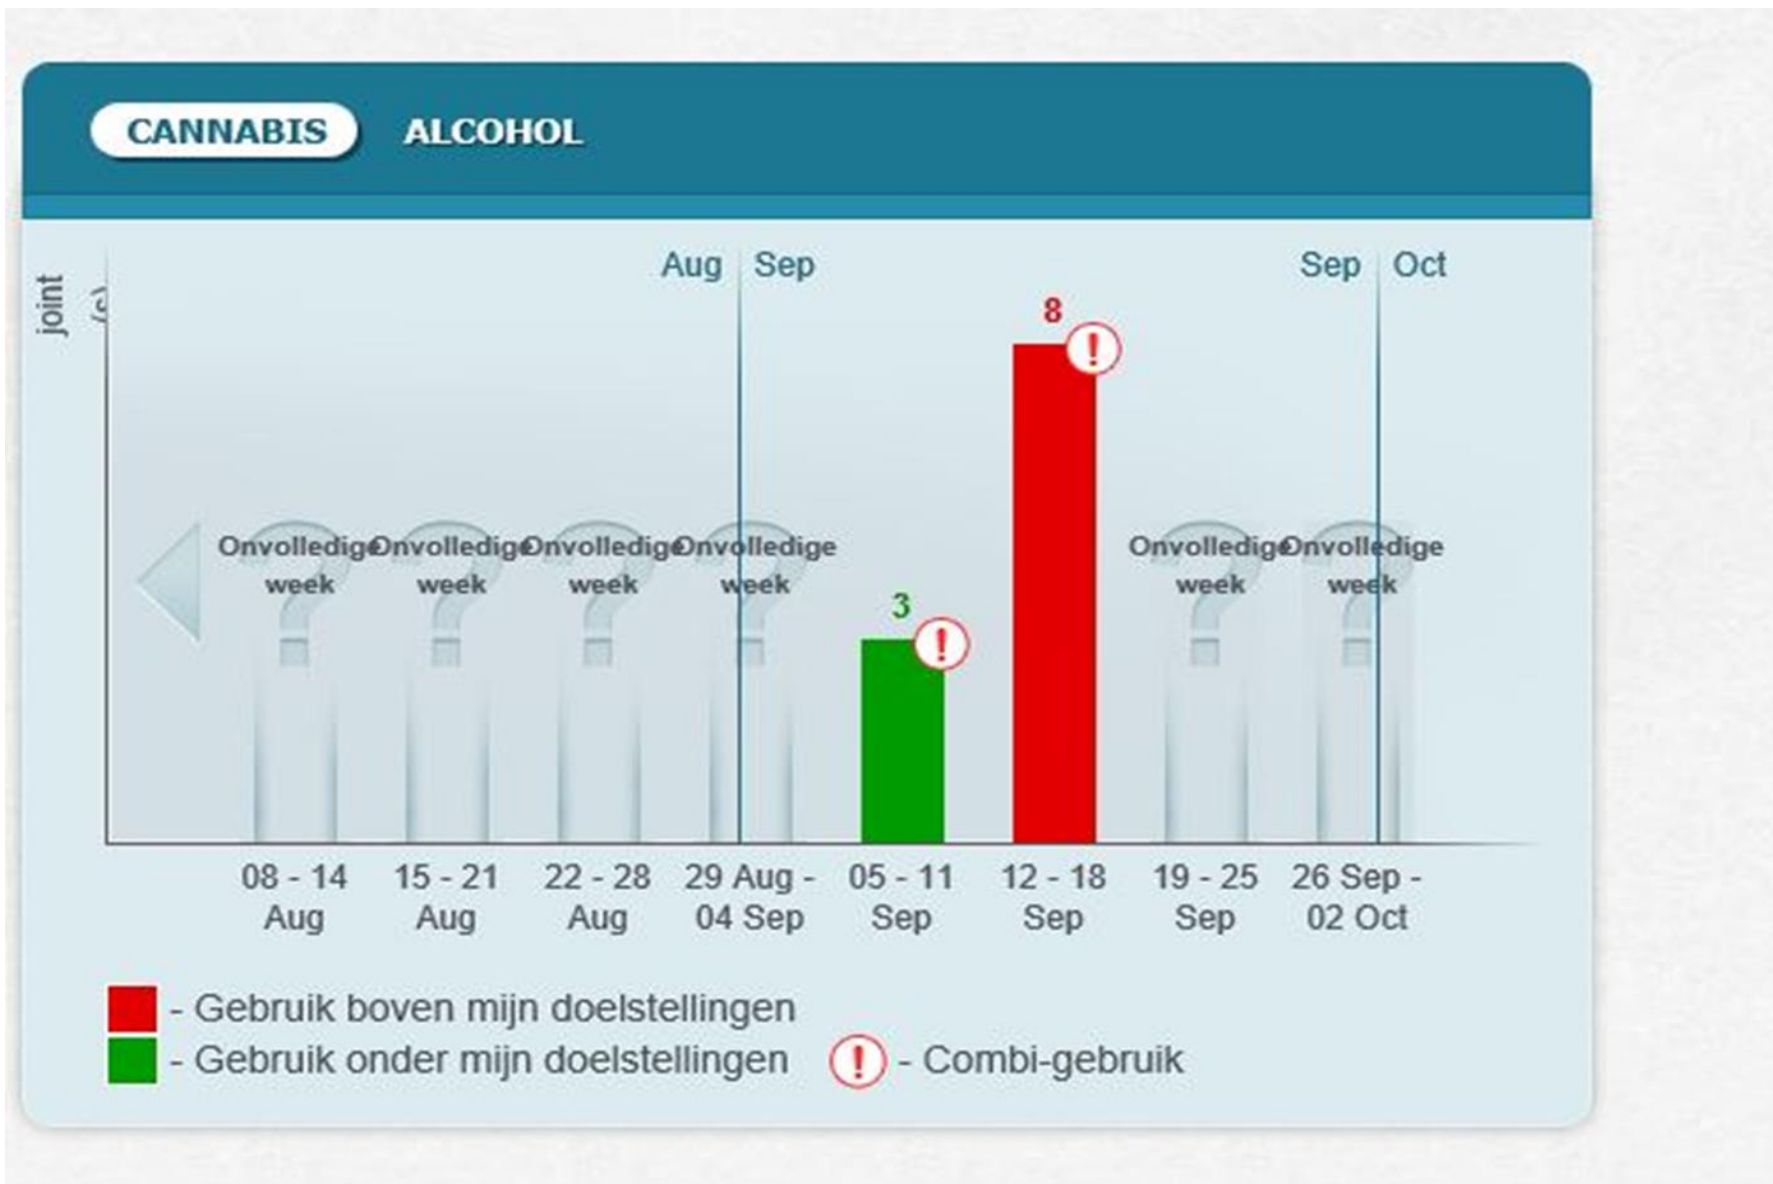 CANNABIS ALCOHOL
joint
(s)
Aug Sep
Sep Oct
8
!
3
!
Onvolledige
week
Onvolledige
week
Onvolledige
week
Onvolledige
week
Onvolledige
week
Onvolledige
week
? ? ? ? ? ?
08 - 14
Aug
15 - 21
Aug
22 - 28
Aug
29 Aug -
04 Sep
05 - 11
Sep
12 - 18
Sep
19 - 25
Sep
26 Sep -
02 Oct
- Gebruik boven mijn doelstellingen
- Gebruik onder mijn doelstellingen
! - Combi-gebruik